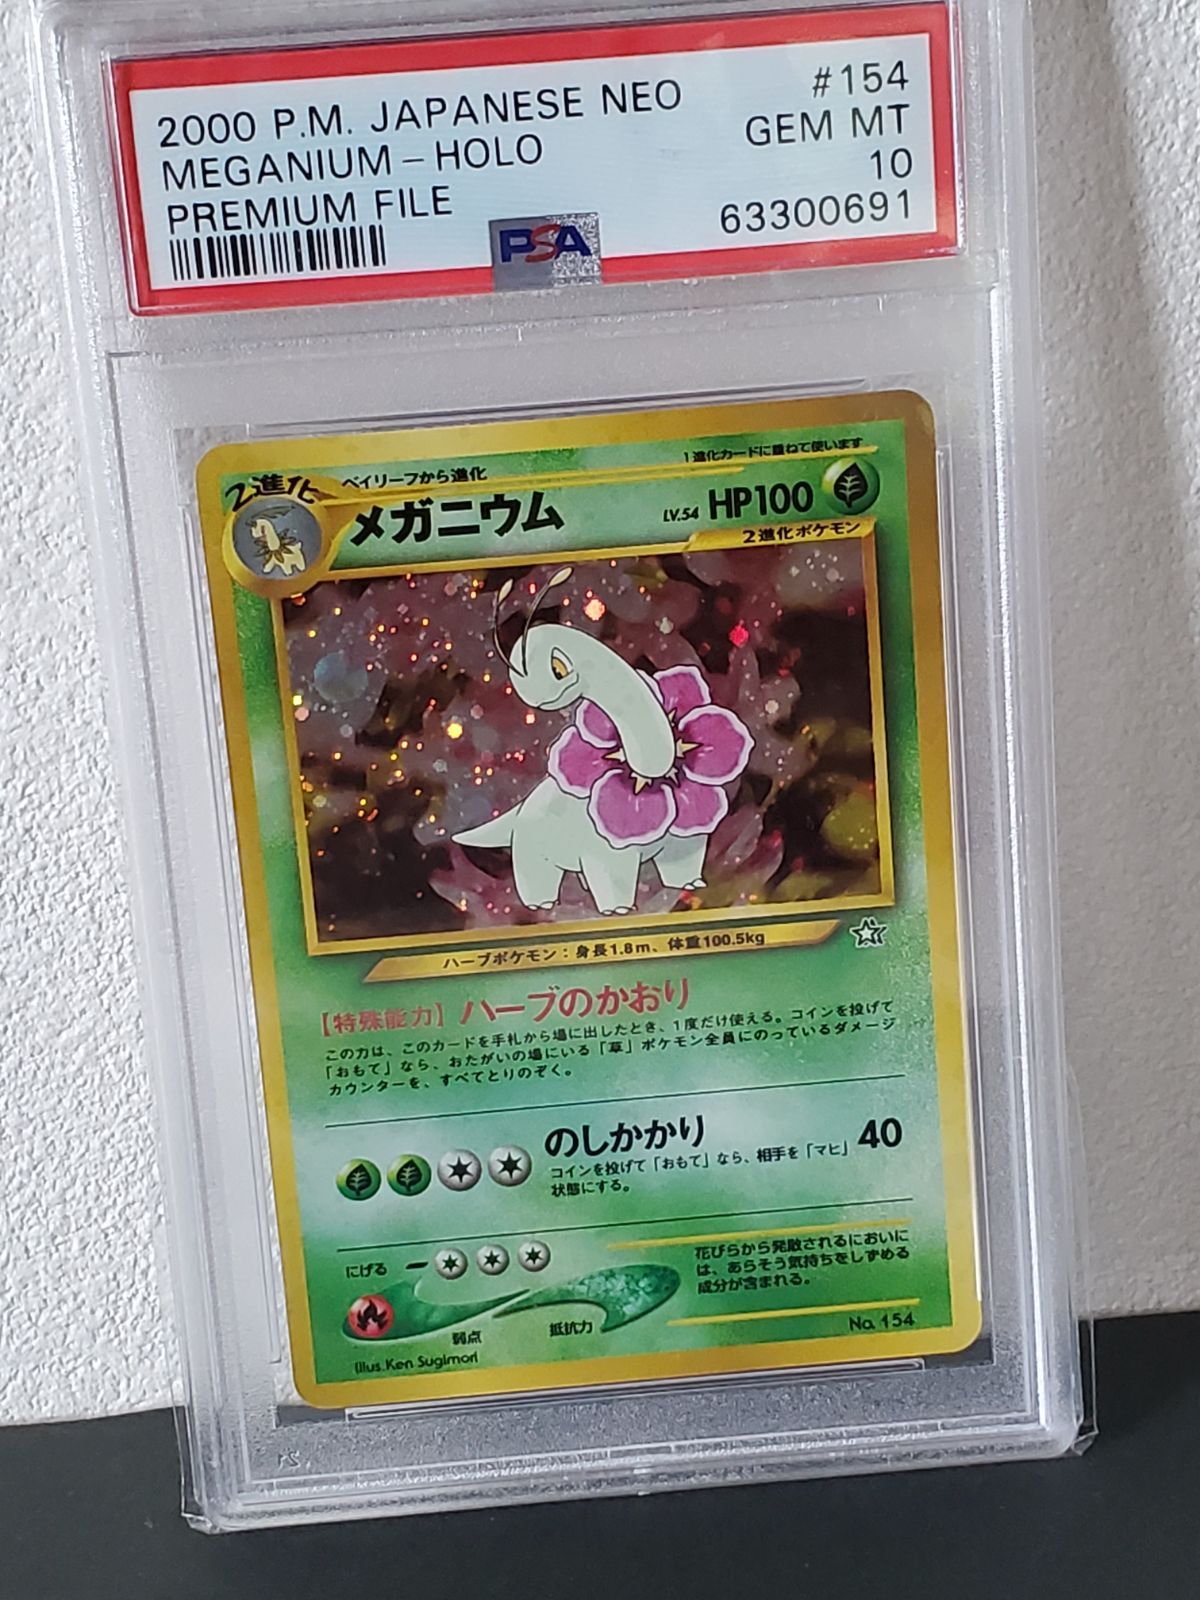 2000 P.M. JAPANESE NEO #154
MEGANIUM-HOLO GEM MT
PREMIUM FILE 10
63300691
PSA
2進化
ベイリーフから進化
1進化カードに重ねて使います
メガニウム LV.54 HP100
2進化ポケモン
ハーブポケモン：身長1.8m、体重100.5kg
【特殊能力】ハーブのかおり
この力は、このカードを手札から場に出したとき、1度だけ使える。コインを投げて
「おもて」なら、おたがいの場にいる「草」ポケモン全員にのっているダメージ
カウンターを、すべてとりのぞく。
のしかかり 40
コインを投げて「おもて」なら、相手を「マヒ」
状態にする。
にげる
花びらから発散されるにおいに
は、あらそう気持ちをしずめる
成分が含まれる。
弱点
抵抗力
No. 154
Illus.Ken Sugimori